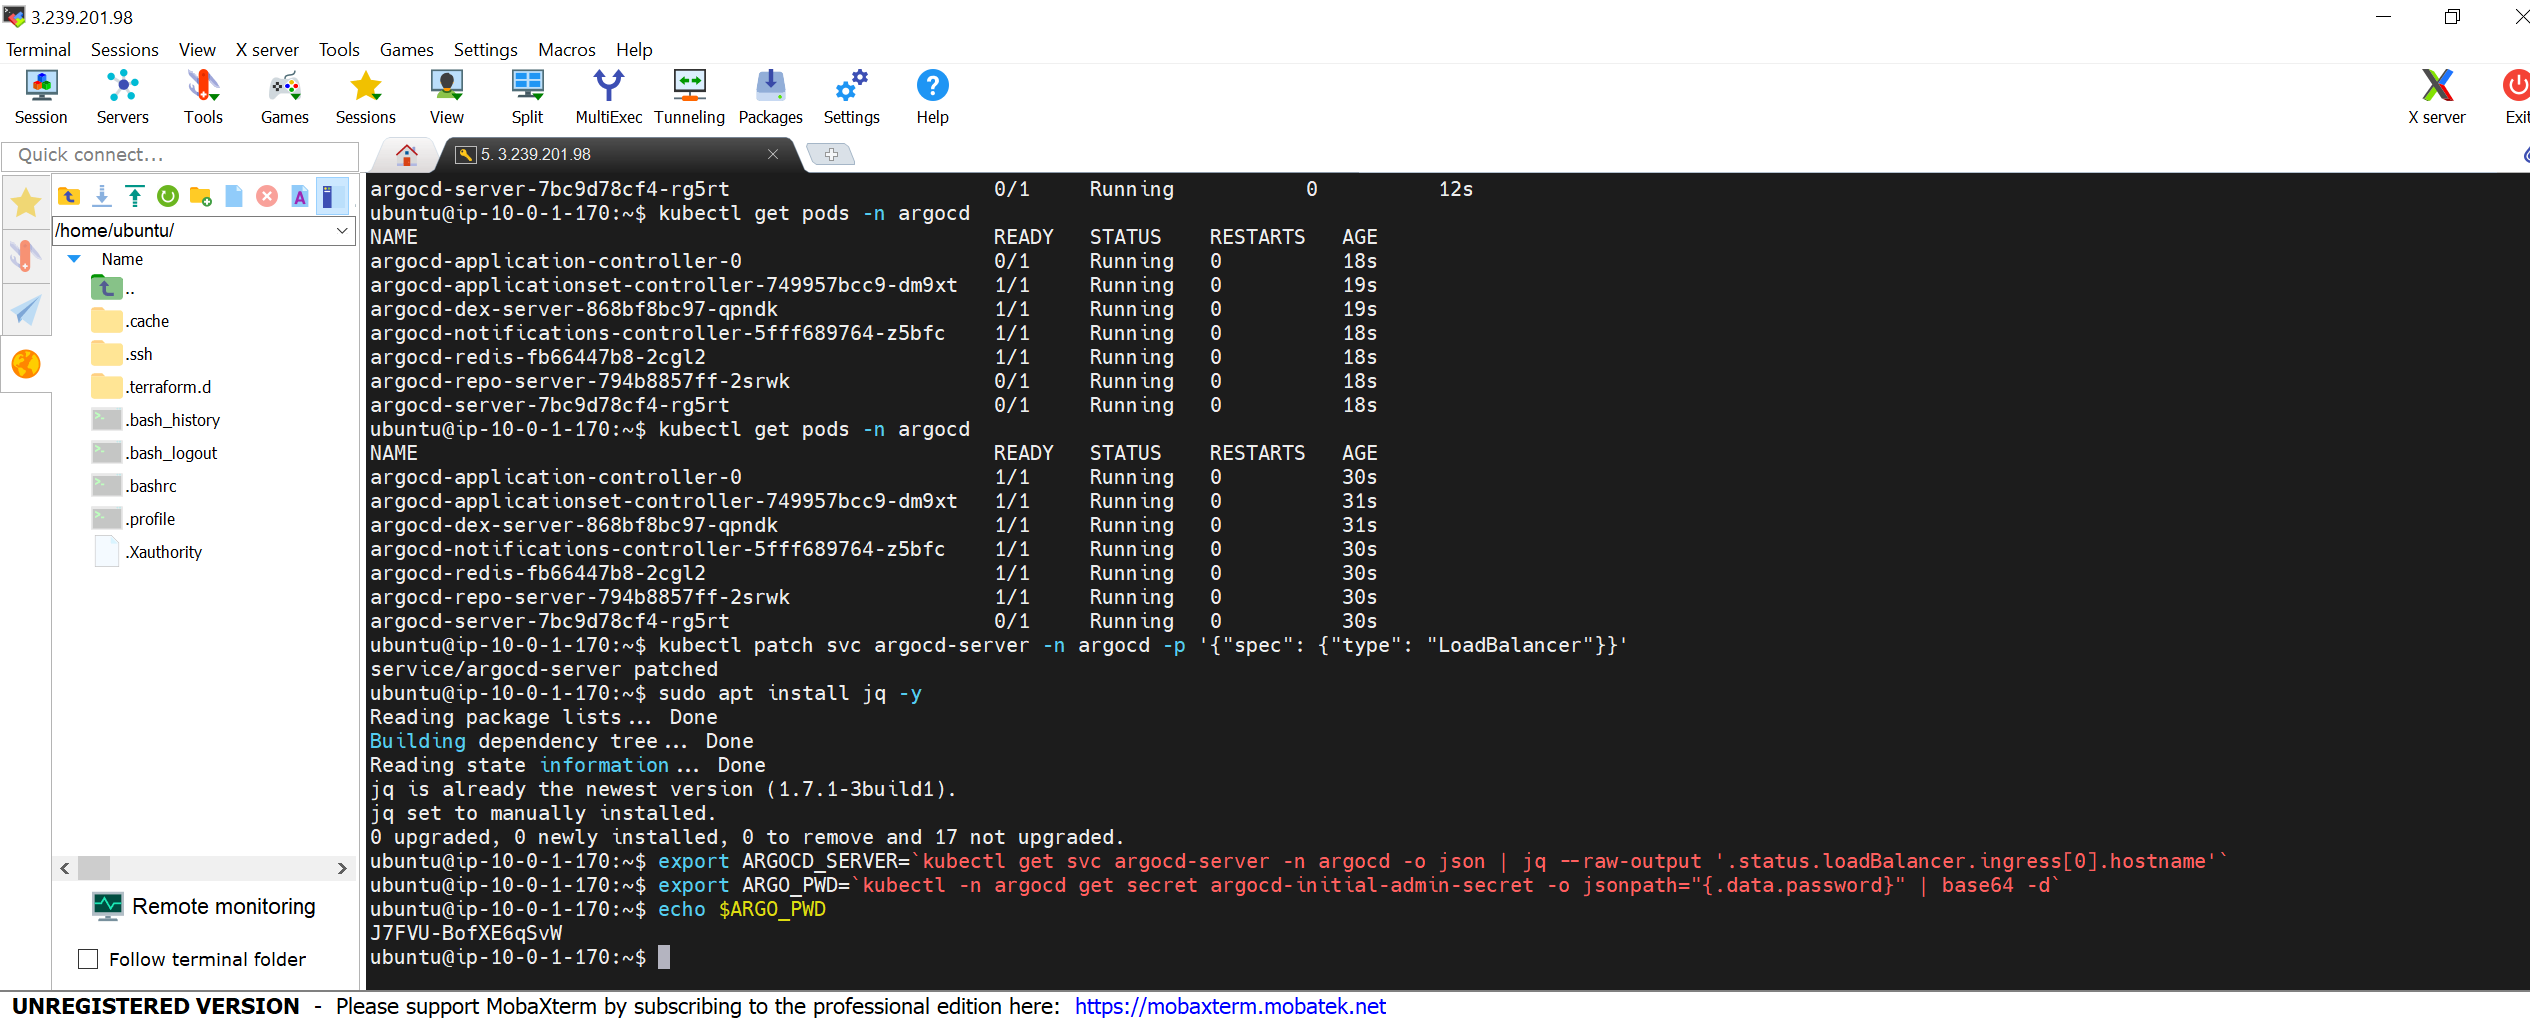 3.239.201.98
Terminal Sessions View X server Tools Games Settings Macros Help
Session Servers Tools Games Sessions View Split MultiExec Tunneling Packages Settings Help X server Exit
Quick connect...
5. 3.239.201.98
/home/ubuntu/
Name
..
.cache
.ssh
.terraform.d
.bash_history
.bash_logout
.bashrc
.profile
.Xauthority
Remote monitoring
Follow terminal folder
argocd-server-7bc9d78cf4-rg5rt 0/1 Running 0 12s
ubuntu@ip-10-0-1-170:~$ kubectl get pods -n argocd
NAME READY STATUS RESTARTS AGE
argocd-application-controller-0 0/1 Running 0 18s
argocd-applicationset-controller-749957bcc9-dm9xt 1/1 Running 0 19s
argocd-dex-server-868bf8bc97-qpndk 1/1 Running 0 19s
argocd-notifications-controller-5fff689764-z5bfc 1/1 Running 0 18s
argocd-redis-fb66447b8-2cgl2 1/1 Running 0 18s
argocd-repo-server-794b8857ff-2srwk 0/1 Running 0 18s
argocd-server-7bc9d78cf4-rg5rt 0/1 Running 0 18s
ubuntu@ip-10-0-1-170:~$ kubectl get pods -n argocd
NAME READY STATUS RESTARTS AGE
argocd-application-controller-0 1/1 Running 0 30s
argocd-applicationset-controller-749957bcc9-dm9xt 1/1 Running 0 31s
argocd-dex-server-868bf8bc97-qpndk 1/1 Running 0 31s
argocd-notifications-controller-5fff689764-z5bfc 1/1 Running 0 30s
argocd-redis-fb66447b8-2cgl2 1/1 Running 0 30s
argocd-repo-server-794b8857ff-2srwk 1/1 Running 0 30s
argocd-server-7bc9d78cf4-rg5rt 0/1 Running 0 30s
ubuntu@ip-10-0-1-170:~$ kubectl patch svc argocd-server -n argocd -p '{"spec": {"type": "LoadBalancer"}}'
service/argocd-server patched
ubuntu@ip-10-0-1-170:~$ sudo apt install jq -y
Reading package lists... Done
Building dependency tree... Done
Reading state information... Done
jq is already the newest version (1.7.1-3build1).
jq set to manually installed.
0 upgraded, 0 newly installed, 0 to remove and 17 not upgraded.
ubuntu@ip-10-0-1-170:~$ export ARGOCD_SERVER=`kubectl get svc argocd-server -n argocd -o json | jq --raw-output '.status.loadBalancer.ingress[0].hostname'`
ubuntu@ip-10-0-1-170:~$ export ARGO_PWD=`kubectl -n argocd get secret argocd-initial-admin-secret -o jsonpath="{.data.password}" | base64 -d`
ubuntu@ip-10-0-1-170:~$ echo $ARGO_PWD
J7FVU-BofXE6qSvW
ubuntu@ip-10-0-1-170:~$
UNREGISTERED VERSION - Please support MobaXterm by subscribing to the professional edition here: https://mobaxterm.mobatek.net